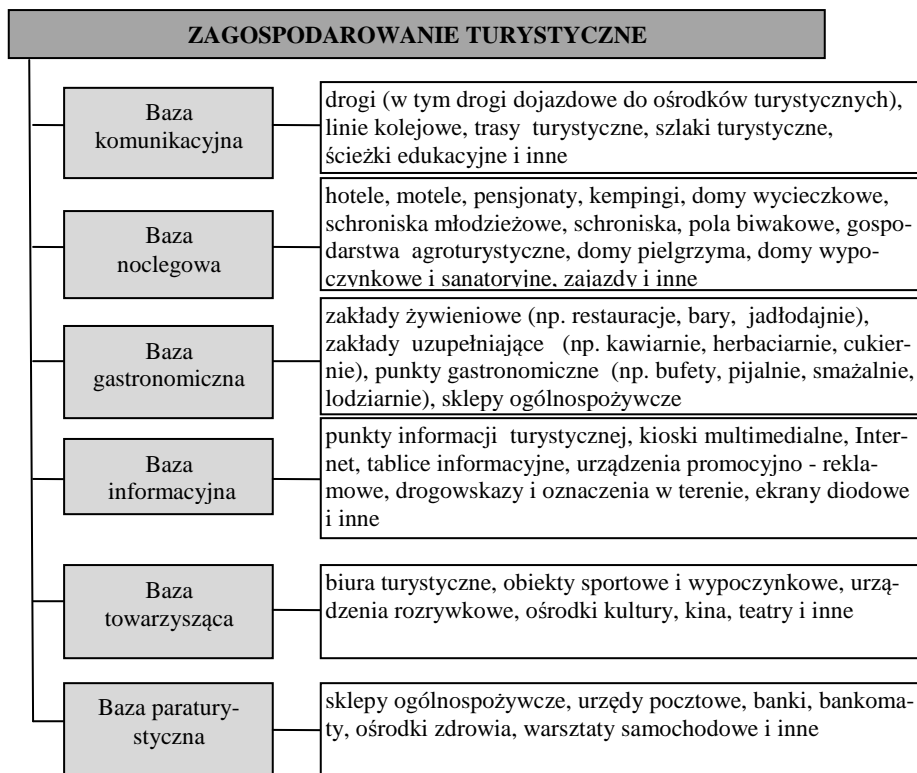 ZAGOSPODAROWANIE TURYSTYCZNE
Baza
komunikacyjna
drogi (w tym drogi dojazdowe do ośrodków turystycznych),
linie kolejowe, trasy turystyczne, szlaki turystyczne,
ścieżki edukacyjne i inne
Baza
noclegowa
hotele, motele, pensjonaty, kempingi, domy wycieczkowe,
schroniska młodzieżowe, schroniska, pola biwakowe, gospo-
darstwa agroturystyczne, domy pielgrzyma, domy wypo-
czynkowe i sanatoryjne, zajazdy i inne
Baza
gastronomiczna
zakłady żywieniowe (np. restauracje, bary, jadłodajnie),
zakłady uzupełniające (np. kawiarnie, herbaciarnie, cukier-
nie), punkty gastronomiczne (np. bufety, pijalnie, smażalnie,
lodziarnie), sklepy ogólnospożywcze
Baza
informacyjna
punkty informacji turystycznej, kioski multimedialne, Inter-
net, tablice informacyjne, urządzenia promocyjno - rekla-
mowe, drogowskazy i oznaczenia w terenie, ekrany diodowe
i inne
Baza
towarzysząca
biura turystyczne, obiekty sportowe i wypoczynkowe, urzą-
dzenia rozrywkowe, ośrodki kultury, kina, teatry i inne
Baza paratury-
styczna
sklepy ogólnospożywcze, urzędy pocztowe, banki, bankoma-
ty, ośrodki zdrowia, warsztaty samochodowe i inne